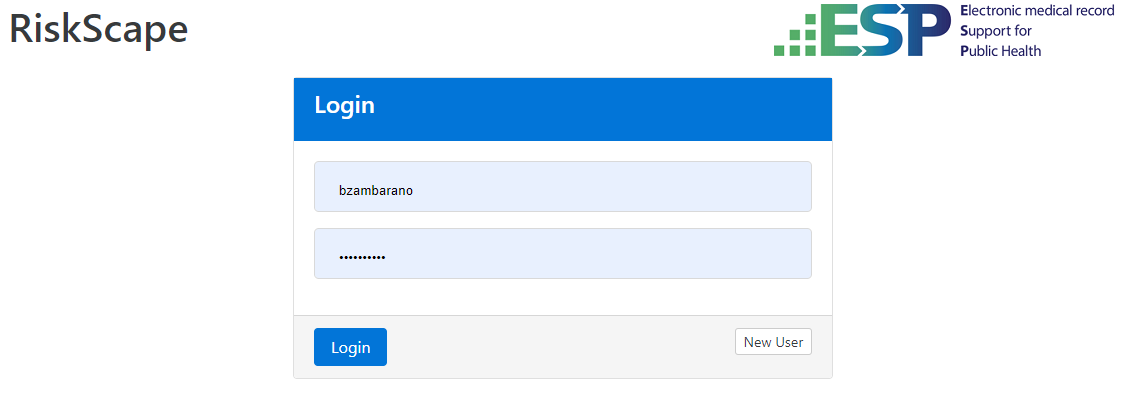 RiskScape
ESP
Electronic medical record
Support for
Public Health
Login
bzambarano
••••••••••
Login
New User